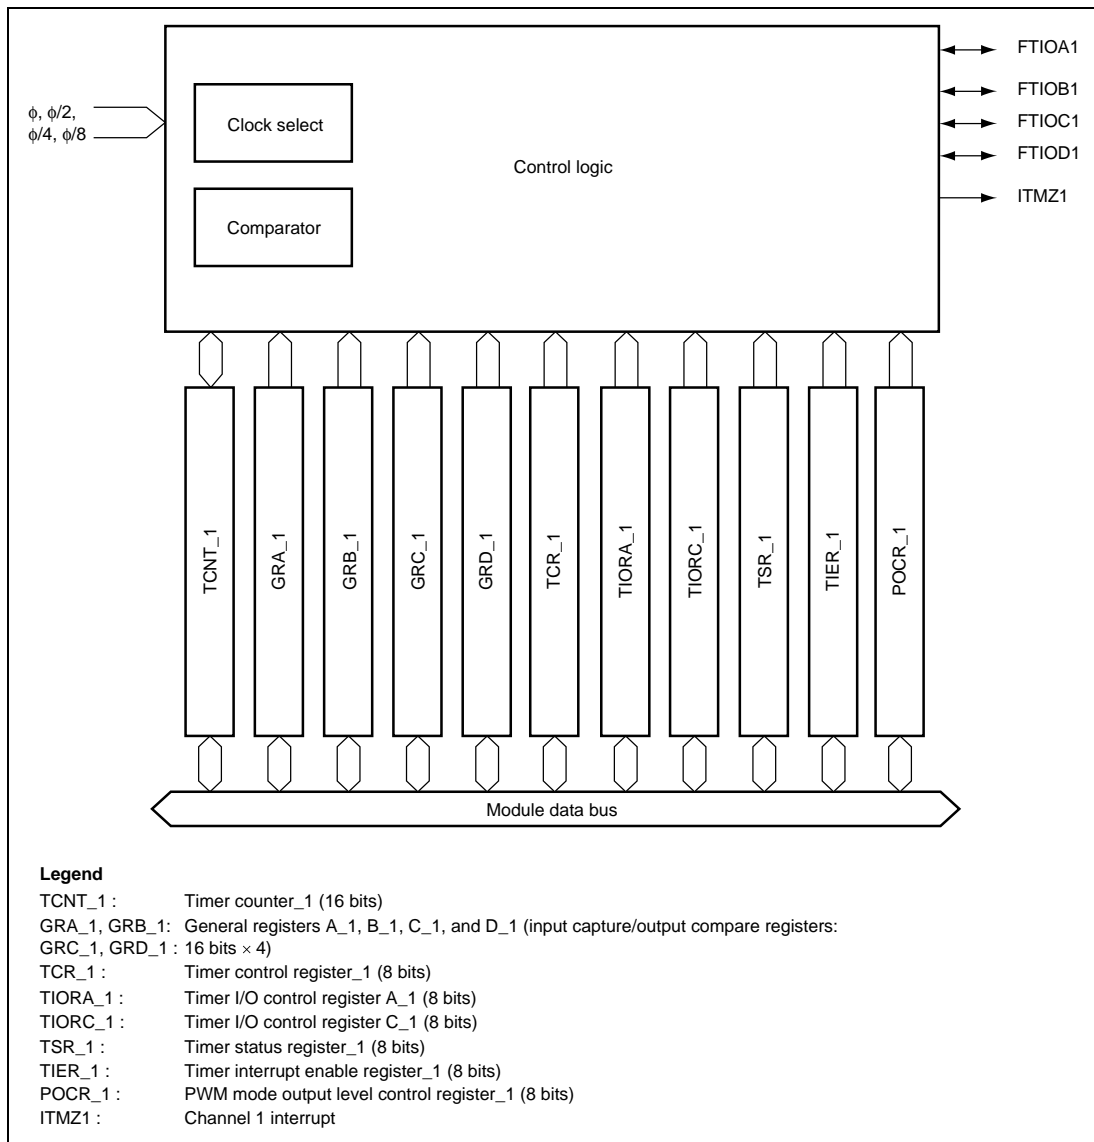 φ, φ/2,
φ/4, φ/8
Clock select
Comparator
Control logic
FTIOA1
FTIOB1
FTIOC1
FTIOD1
ITMZ1
TCNT_1
GRA_1
GRB_1
GRC_1
GRD_1
TCR_1
TIORA_1
TIORC_1
TSR_1
TIER_1
POCR_1
Module data bus
Legend
TCNT_1 : Timer counter_1 (16 bits)
GRA_1, GRB_1: General registers A_1, B_1, C_1, and D_1 (input capture/output compare registers:
GRC_1, GRD_1 : 16 bits × 4)
TCR_1 : Timer control register_1 (8 bits)
TIORA_1 : Timer I/O control register A_1 (8 bits)
TIORC_1 : Timer I/O control register C_1 (8 bits)
TSR_1 : Timer status register_1 (8 bits)
TIER_1 : Timer interrupt enable register_1 (8 bits)
POCR_1 : PWM mode output level control register_1 (8 bits)
ITMZ1 : Channel 1 interrupt